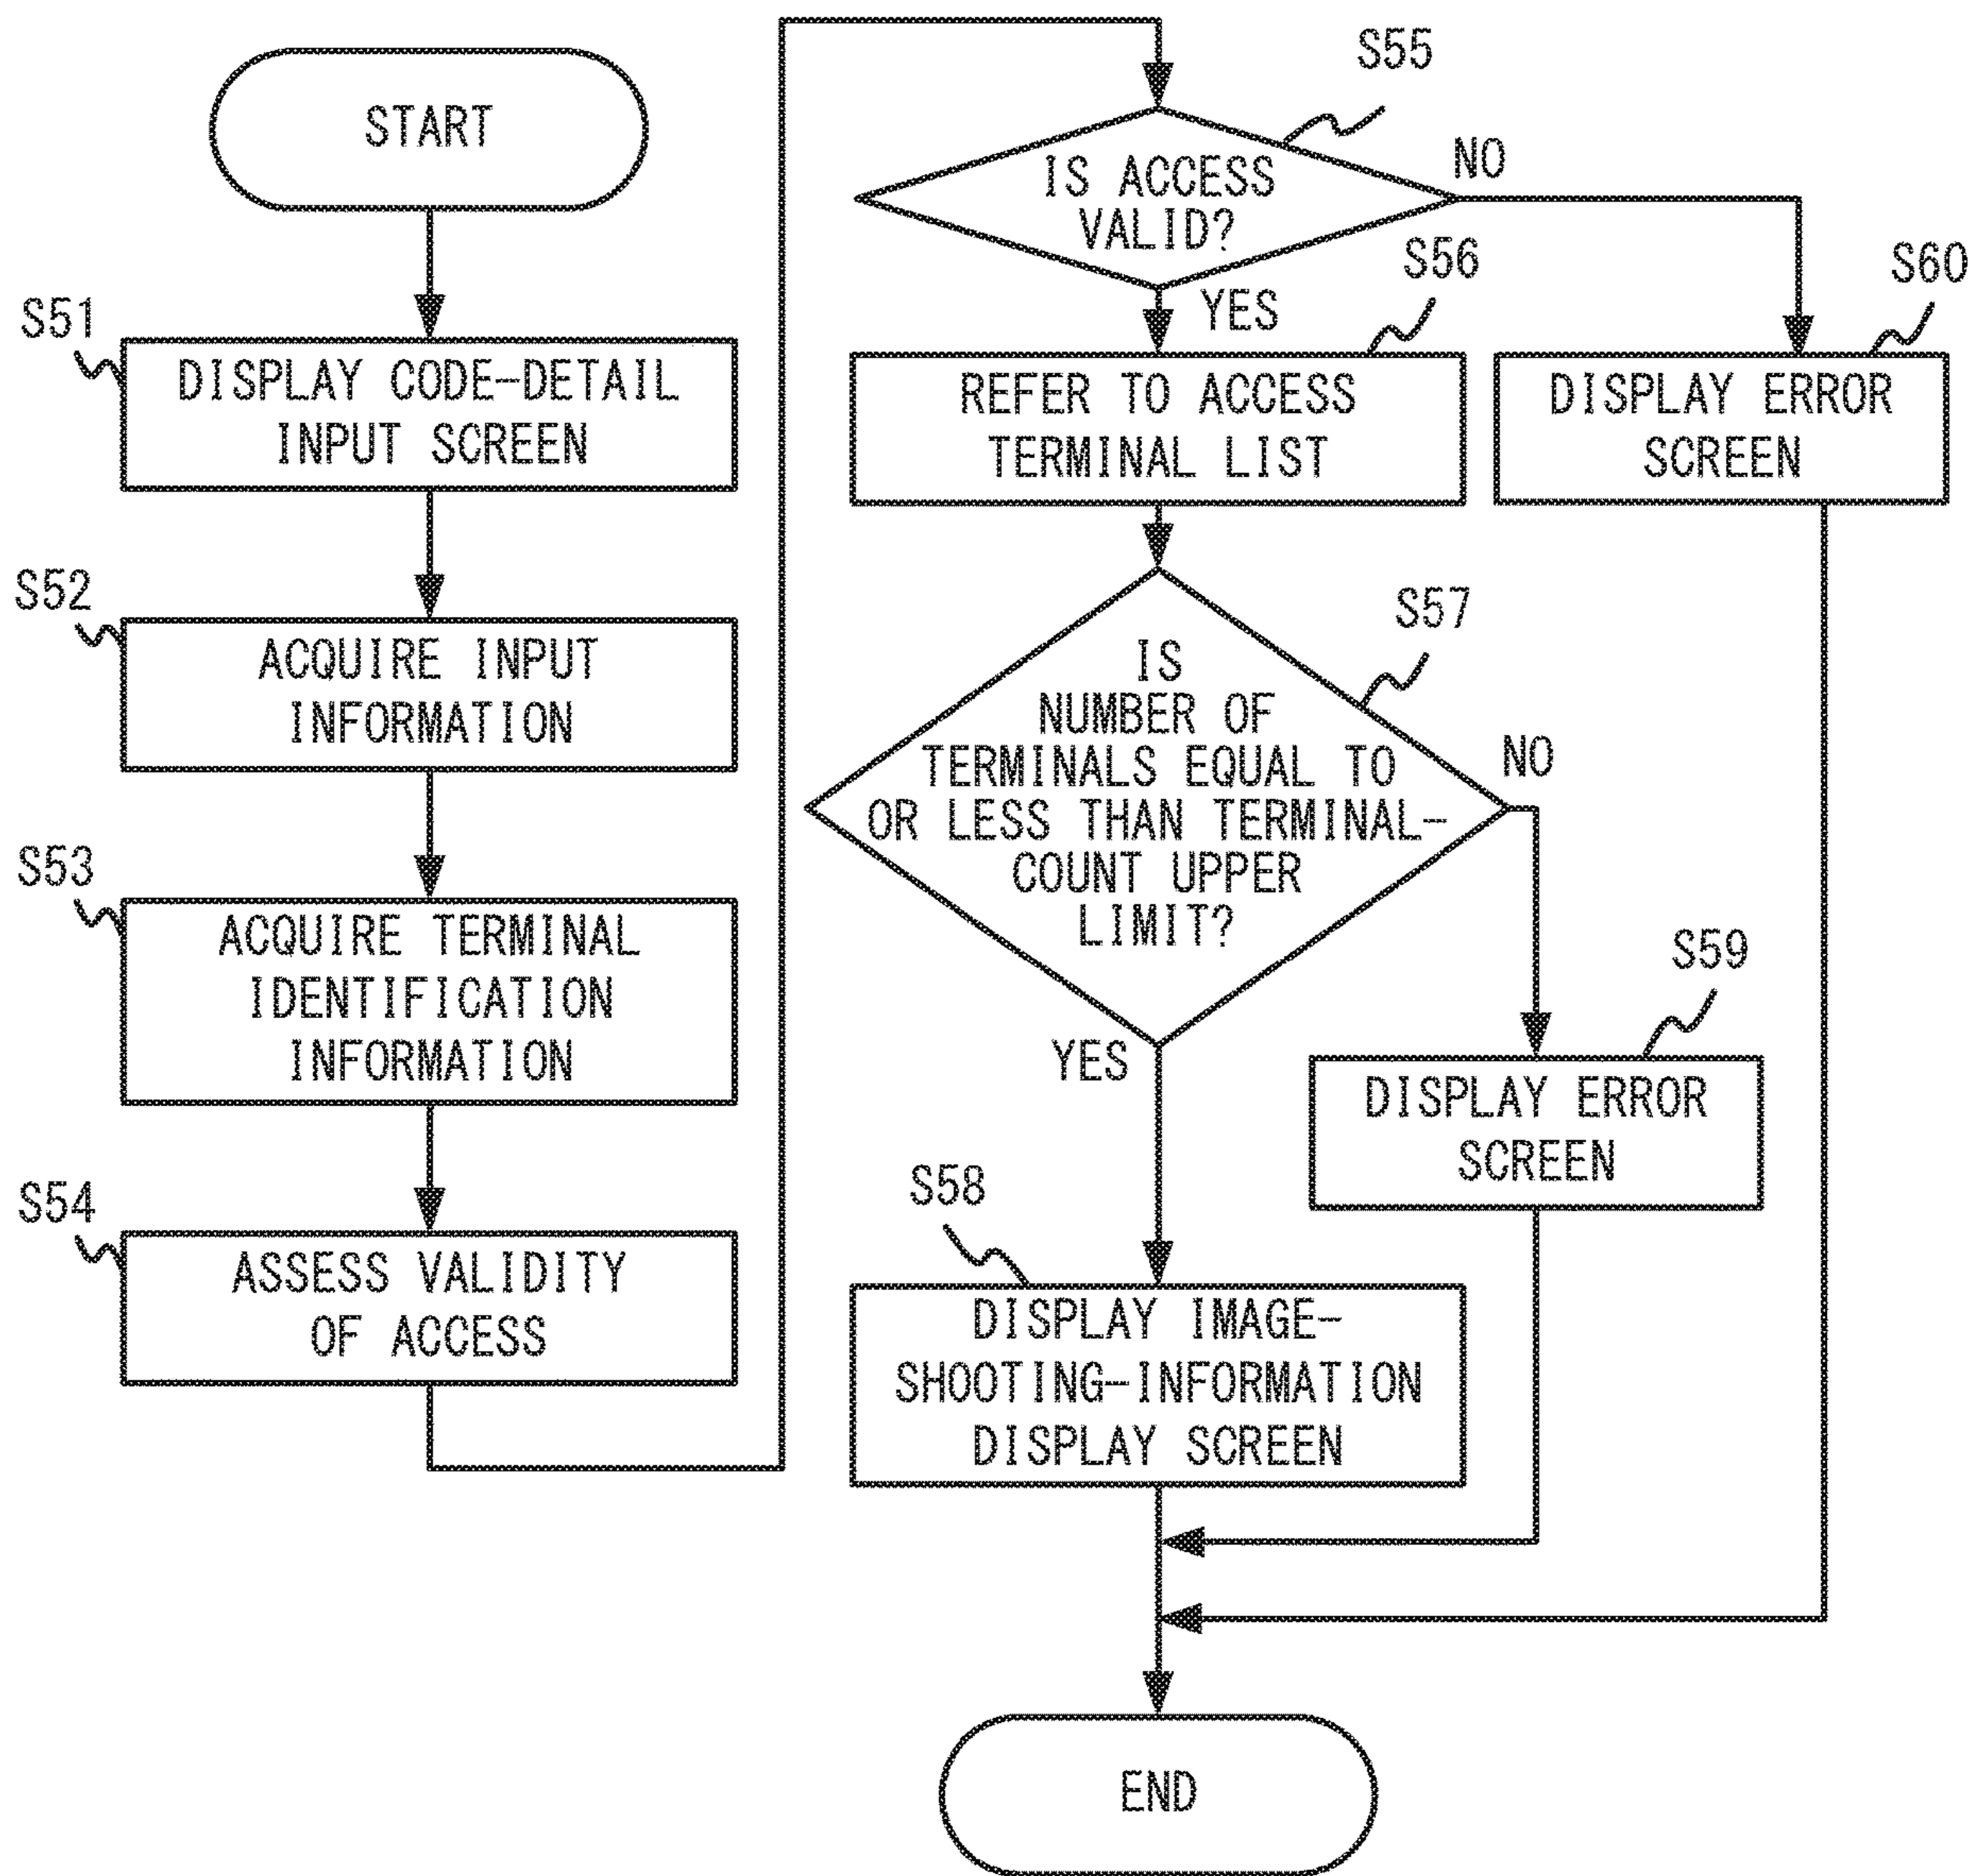 START
S51
DISPLAY CODE-DETAIL
INPUT SCREEN
S52
ACQUIRE INPUT
INFORMATION
S53
ACQUIRE TERMINAL
IDENTIFICATION
INFORMATION
S54
ASSESS VALIDITY
OF ACCESS
S55
IS ACCESS
VALID?
NO
YES
S56
REFER TO ACCESS
TERMINAL LIST
S60
DISPLAY ERROR
SCREEN
S57
IS
NUMBER OF
TERMINALS EQUAL TO
OR LESS THAN TERMINAL-
COUNT UPPER
LIMIT?
NO
YES
S59
DISPLAY ERROR
SCREEN
S58
DISPLAY IMAGE-
SHOOTING-INFORMATION
DISPLAY SCREEN
END